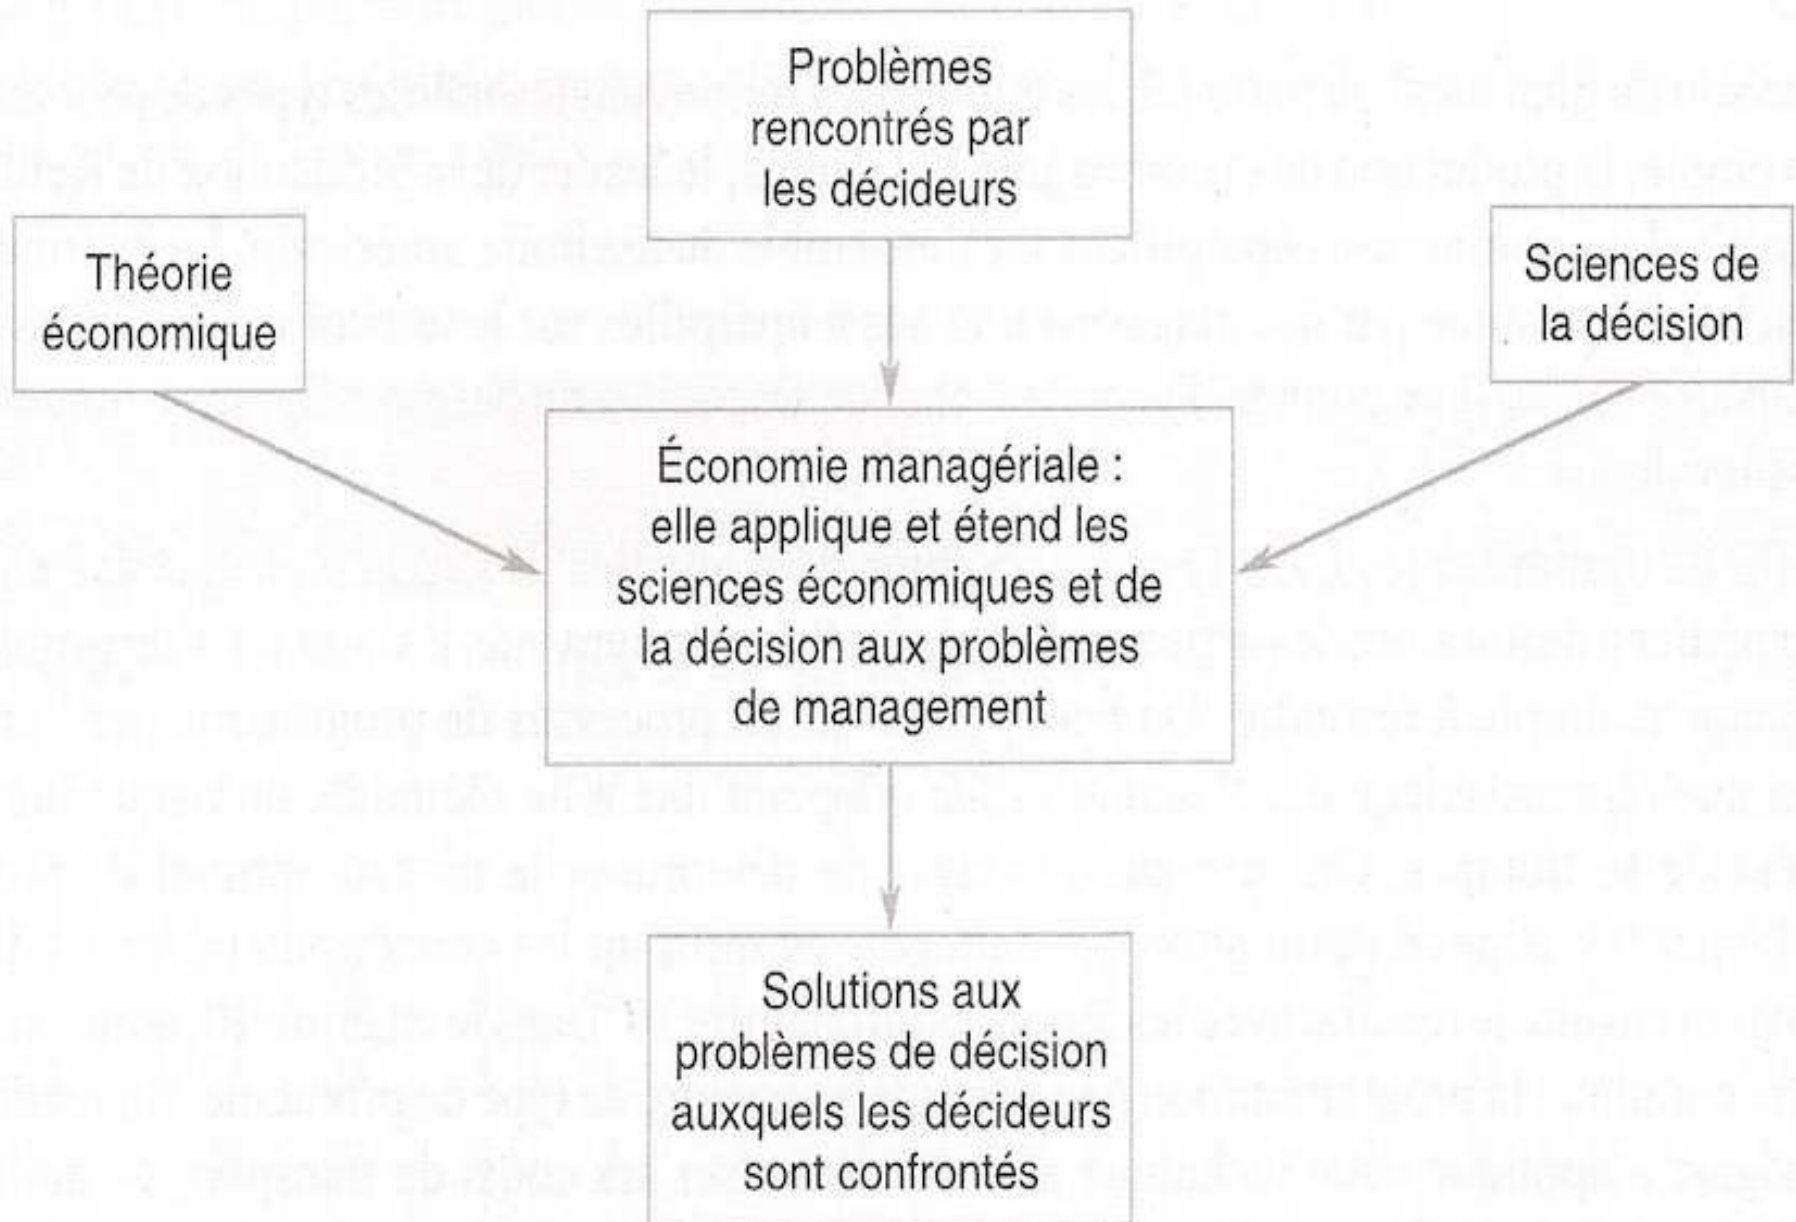 Problèmes
rencontrés par
les décideurs
Théorie
économique
Sciences de
la décision
Économie managériale :
elle applique et étend les
sciences économiques et de
la décision aux problèmes
de management
Solutions aux
problèmes de décision
auxquels les décideurs
sont confrontés